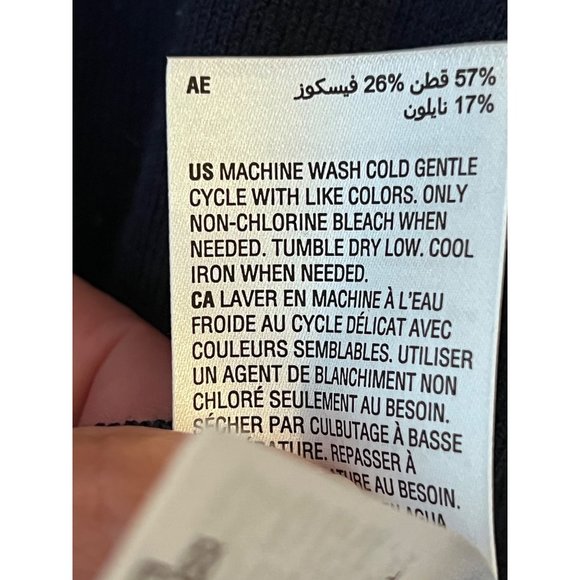 AE
57% قطن 26% فيسكوز
17% نايلون
US MACHINE WASH COLD GENTLE
CYCLE WITH LIKE COLORS. ONLY
NON-CHLORINE BLEACH WHEN
NEEDED. TUMBLE DRY LOW. COOL
IRON WHEN NEEDED.
CA LAVER EN MACHINE À L'EAU
FROIDE AU CYCLE DÉLICAT AVEC
COULEURS SEMBLABLES. UTILISER
UN AGENT DE BLANCHIMENT NON
CHLORÉ SEULEMENT AU BESOIN.
SÉCHER PAR CULBUTAGE À BASSE
REPASSER À
AU BESOIN.
AGUA